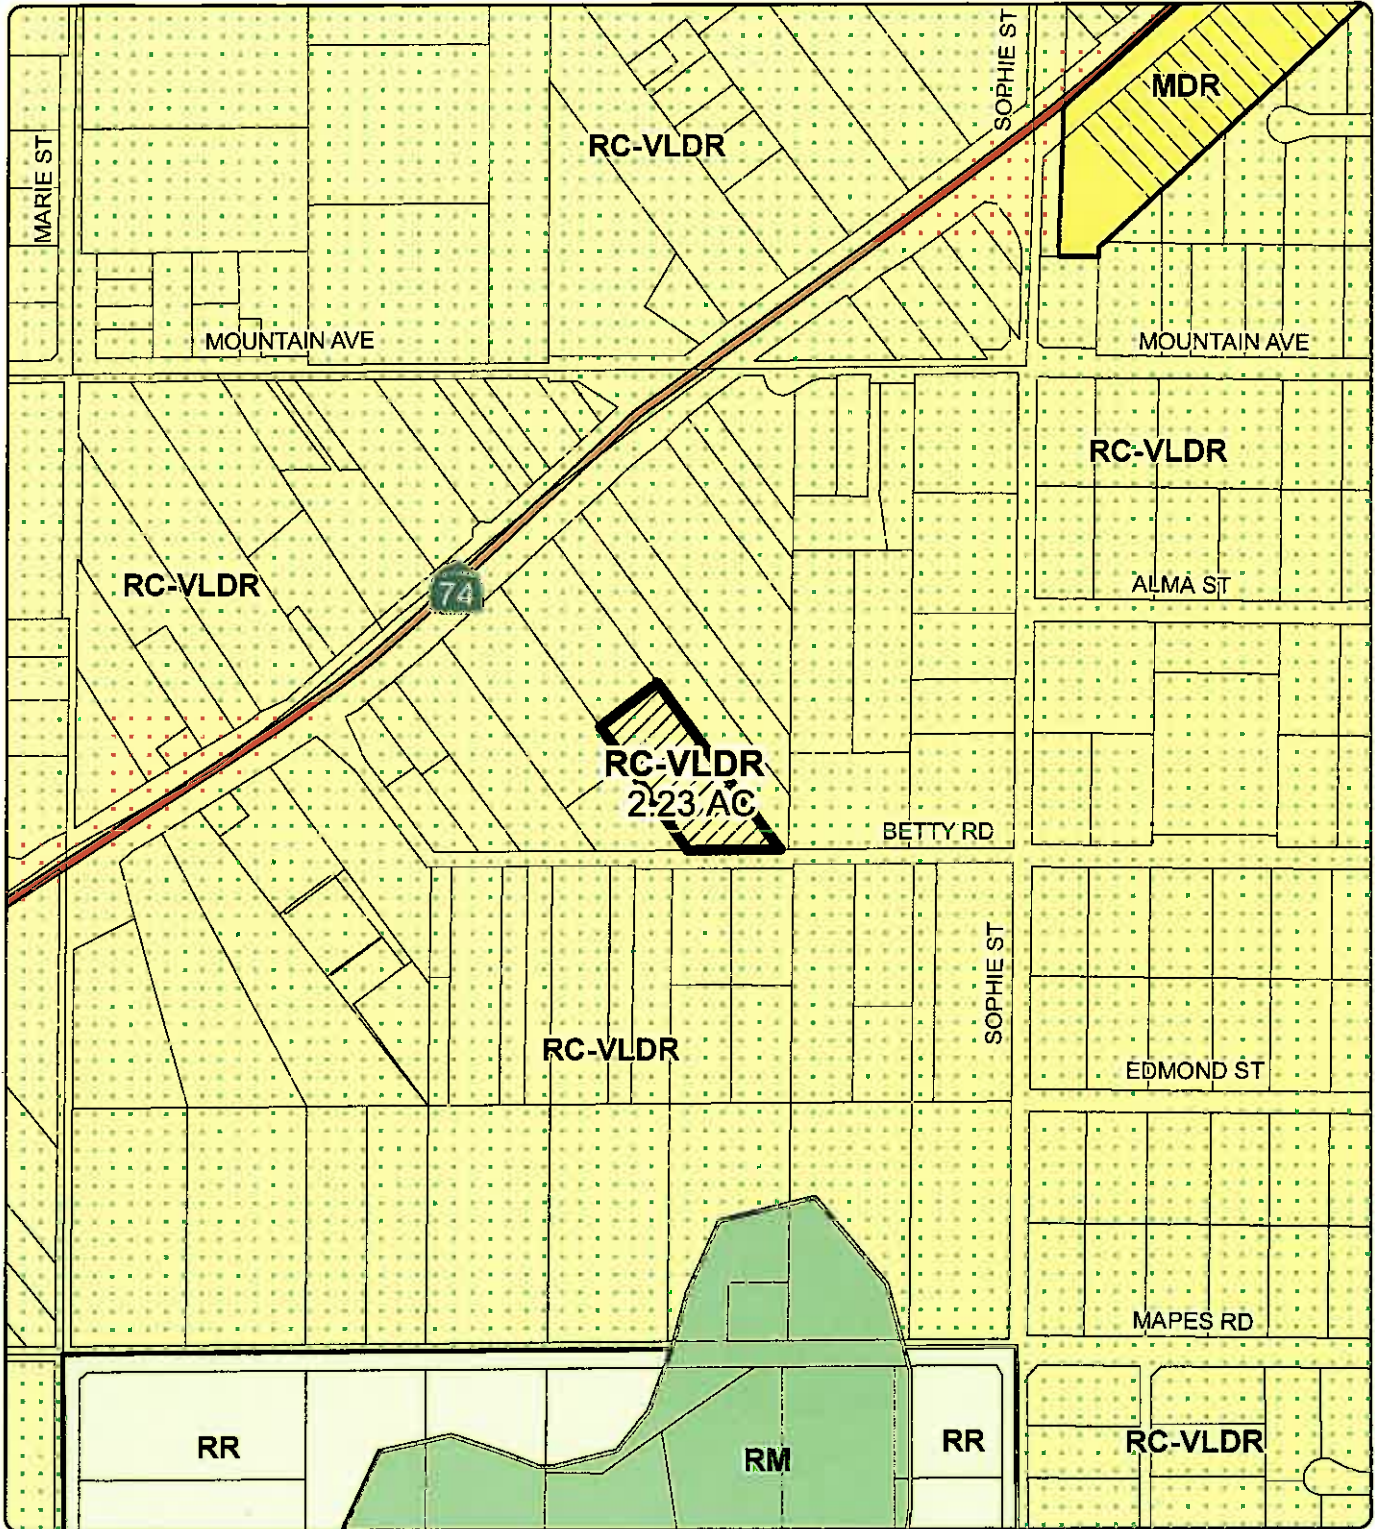 SOPHIE ST
MDR
RC-VLDR
MARIE ST
MOUNTAIN AVE
MOUNTAIN AVE
RC-VLDR
RC-VLDR
74
ALMA ST
RC-VLDR
2.23 AC
BETTY RD
SOPHIE ST
RC-VLDR
EDMOND ST
MAPES RD
RR
RM
RR
RC-VLDR